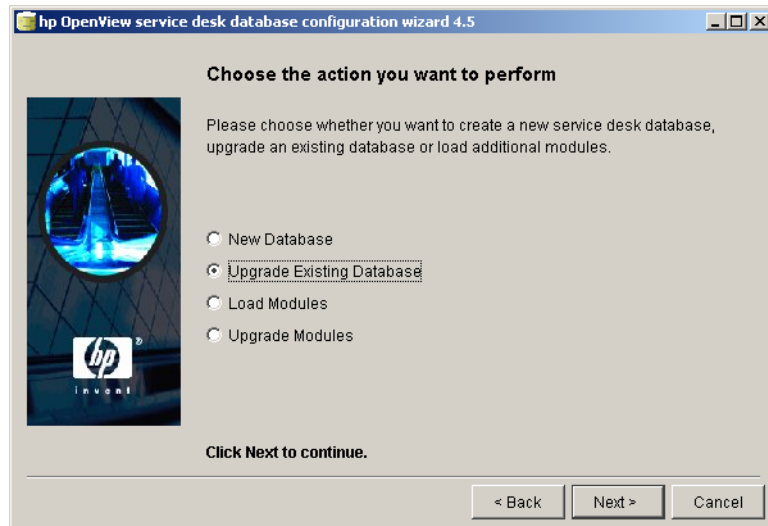 hp OpenView service desk database configuration wizard 4.5
Choose the action you want to perform
Please choose whether you want to create a new service desk database,
upgrade an existing database or load additional modules.
New Database
Upgrade Existing Database
Load Modules
Upgrade Modules
hp ®
invent
Click Next to continue.
< Back
Next >
Cancel